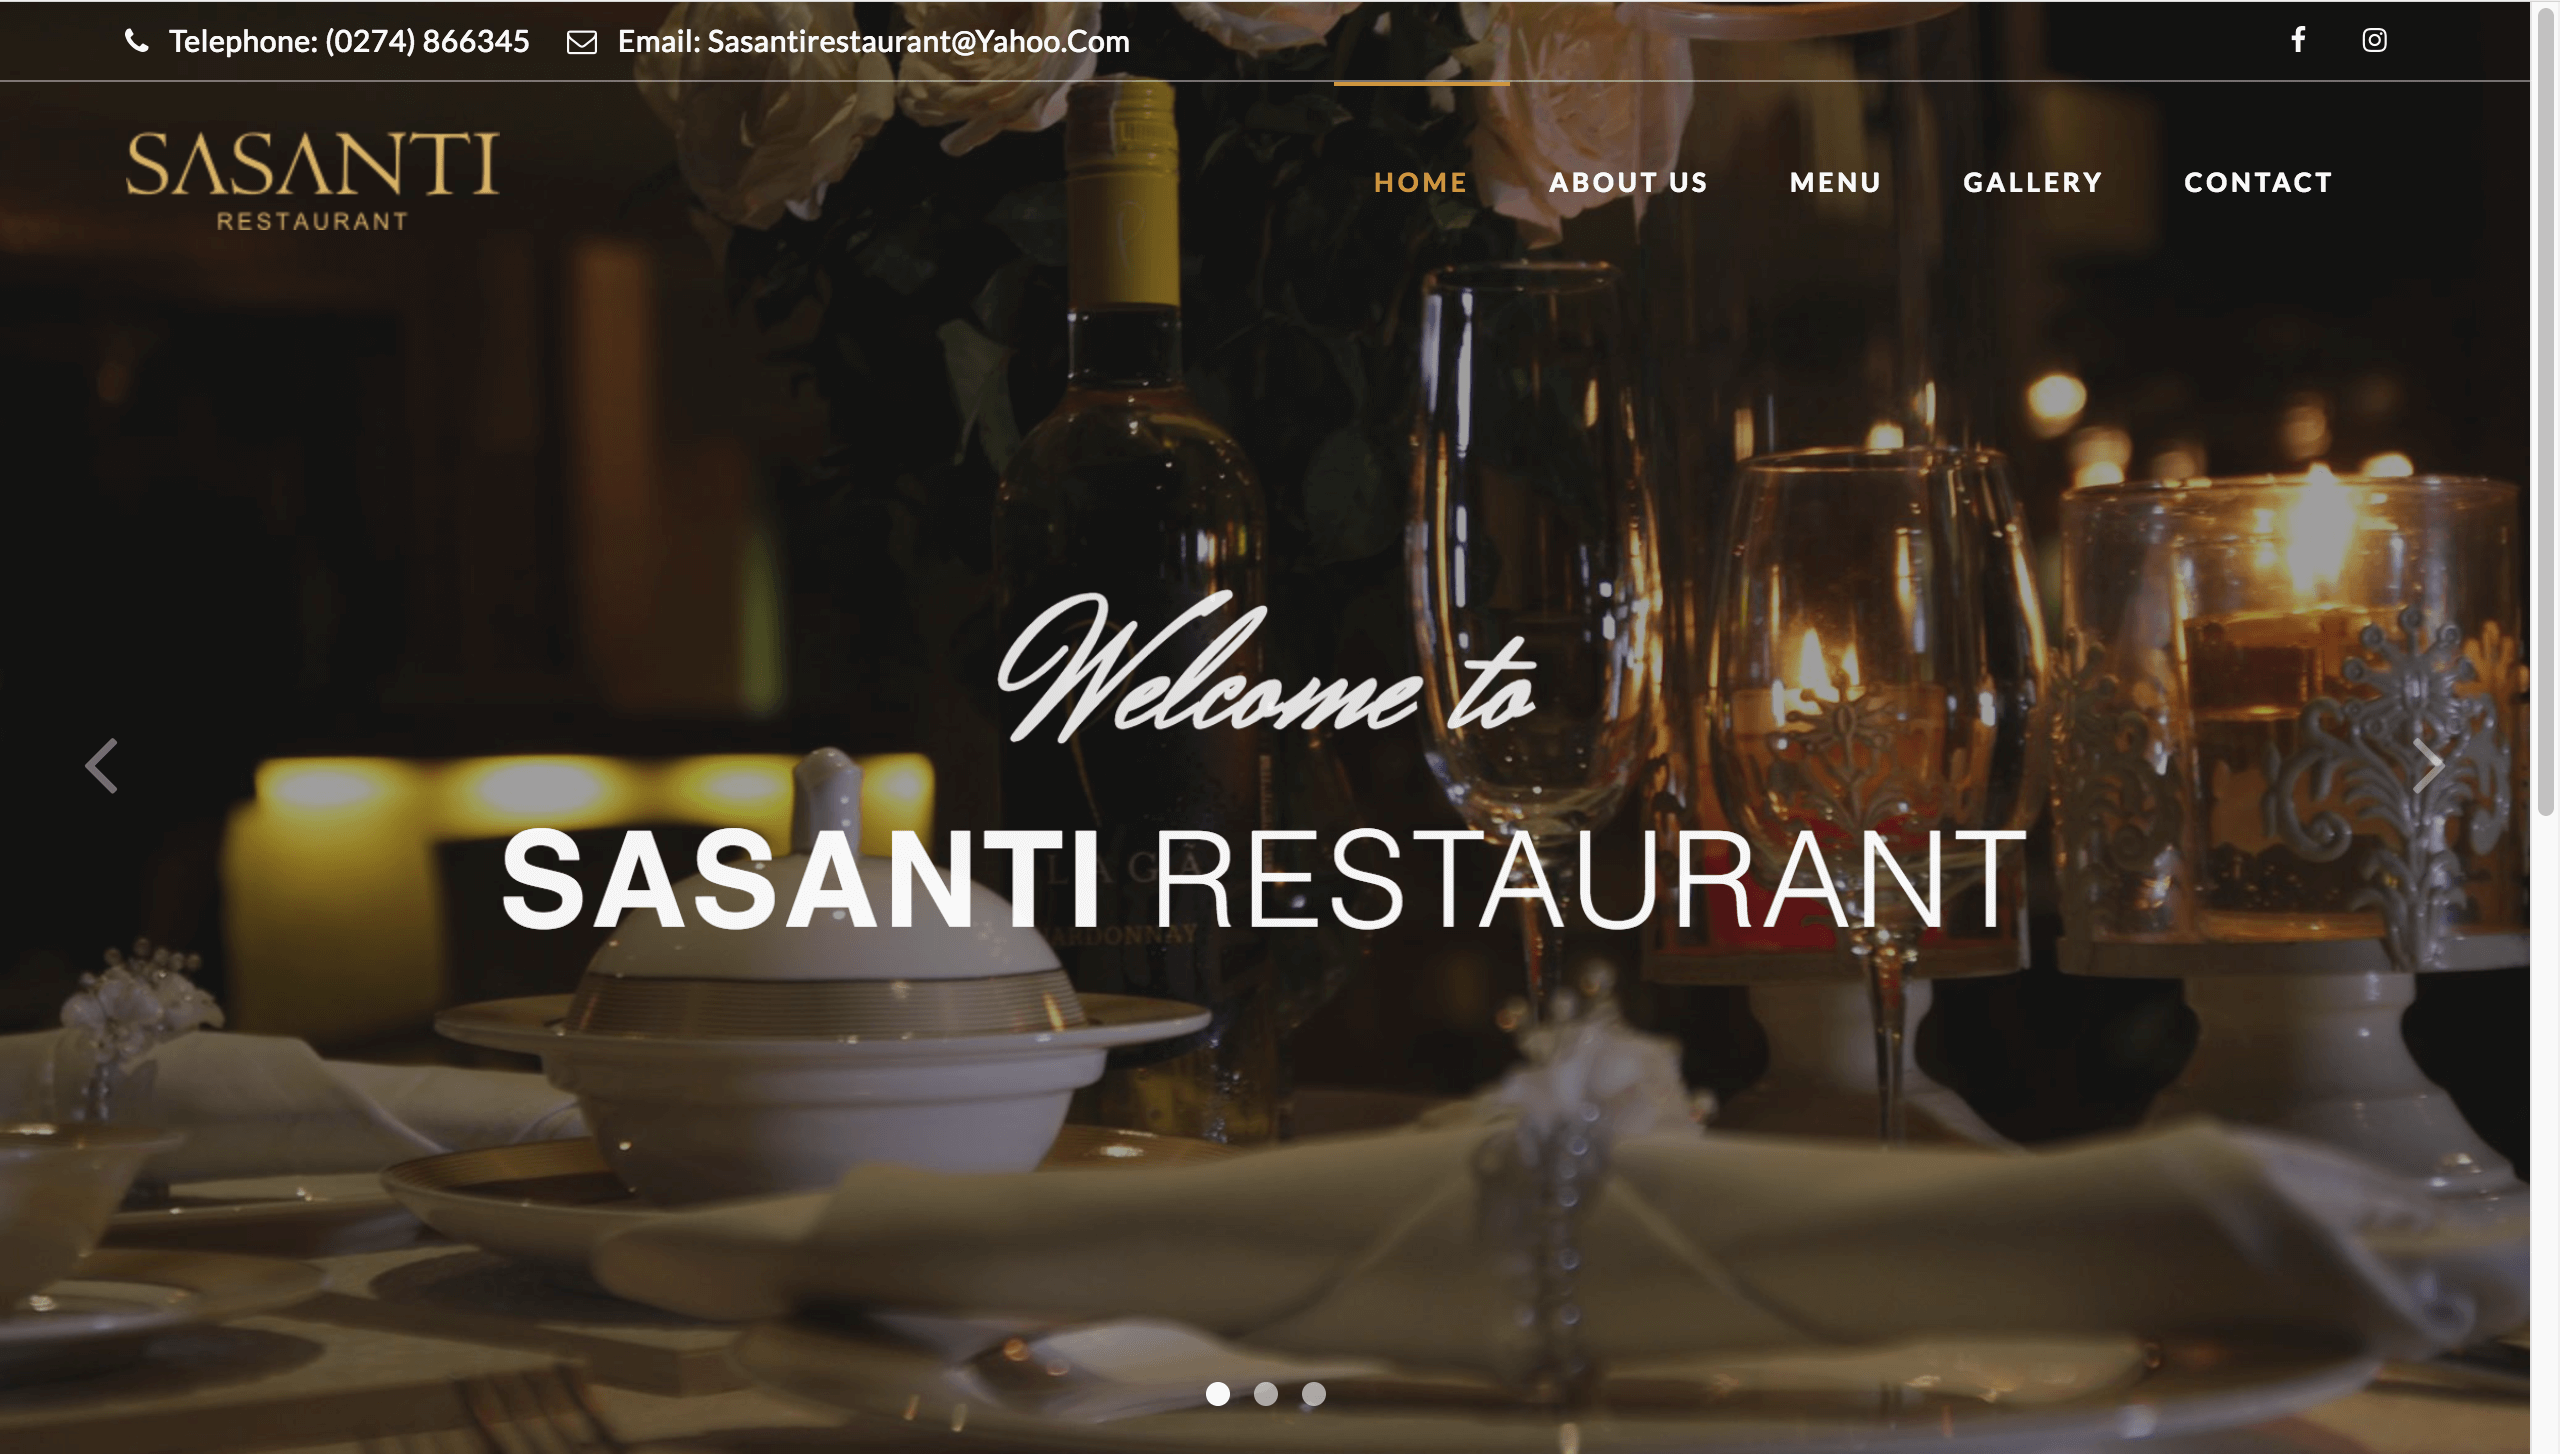 Telephone: (0274) 866345
Email: Sasantirestaurant@Yahoo.Com
SASANTI
RESTAURANT
HOME
ABOUT US
MENU
GALLERY
CONTACT
Welcome to
SASANTI RESTAURANT